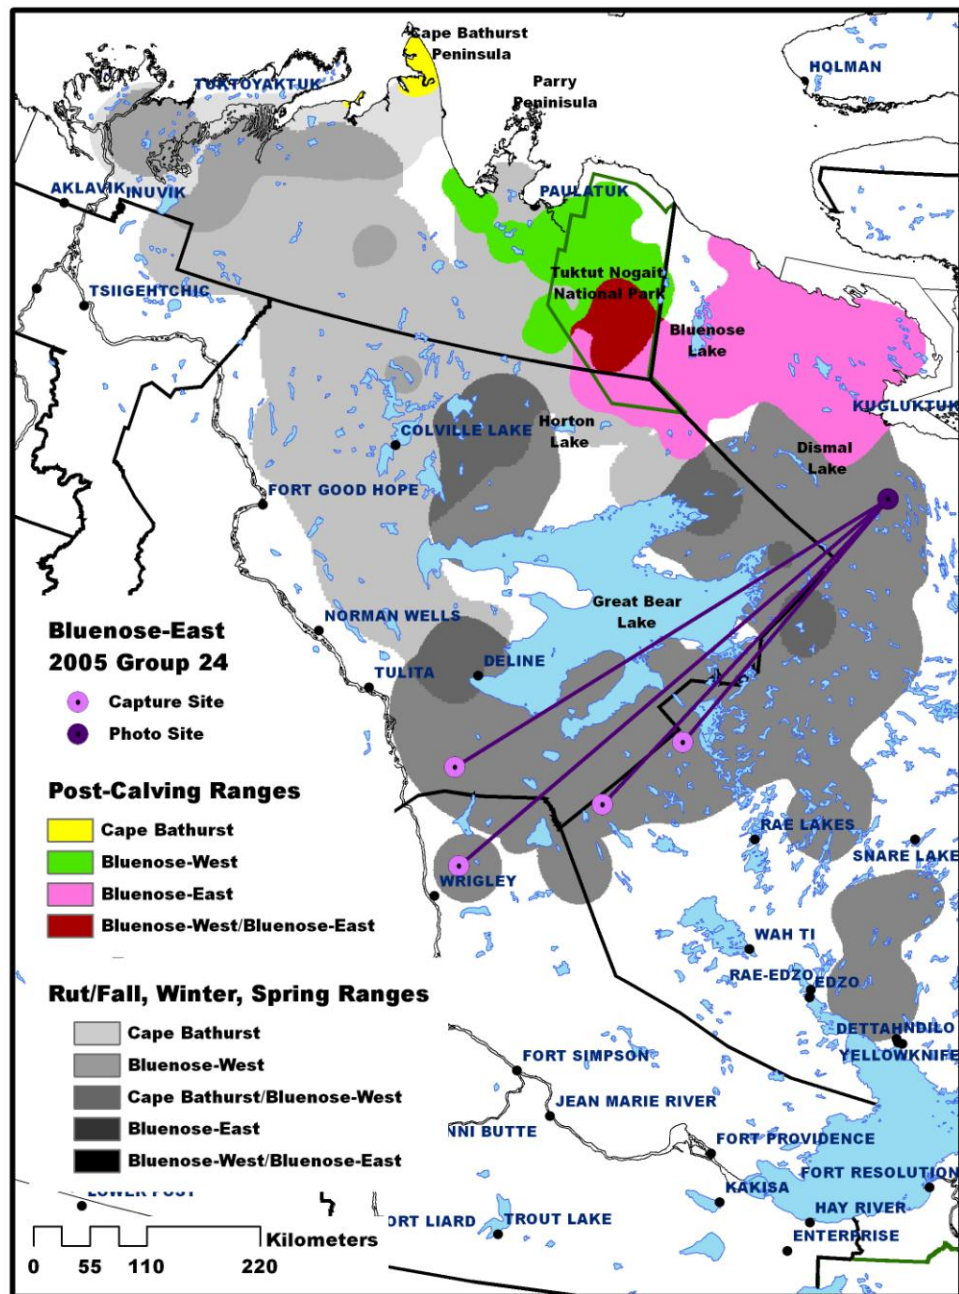 Cape Bathurst
Peninsula
HOLMAN
TUKTOYAKTUK
Parry
Peninisula
AKLAVIK
INUVIK
PAULATUK
TSIIGEHTCHIC
Tuktut Nogait
National Park
Bluenose
Lake
KUGLUKTUK
Horton
Lake
COLVILLE LAKE
Dismal
Lake
FORT GOOD HOPE
Great Bear
Lake
NORMAN WELLS
Bluenose-East
2005 Group 24
DELINE
TULITA
Capture Site
Photo Site
Post-Calving Ranges
Cape Bathurst
Bluenose-West
Bluenose-East
Bluenose-West/Bluenose-East
RAE LAKES
SNARE LAKE
WRIGLEY
WAH TI
RAE-EDZO
EDZO
Rut/Fall, Winter, Spring Ranges
Cape Bathurst
Bluenose-West
Cape Bathurst/Bluenose-West
Bluenose-East
Bluenose-West/Bluenose-East
DETTAH
NDILO
YELLOWKNIFE
FORT SIMPSON
JEAN MARIE RIVER
NNI BUTTE
FORT PROVIDENCE
FORT RESOLUTION
KAKISA
HAY RIVER
ENTERPRISE
LOWER POST
ORT LIARD
TROUT LAKE
Kilometers
0 55 110 220